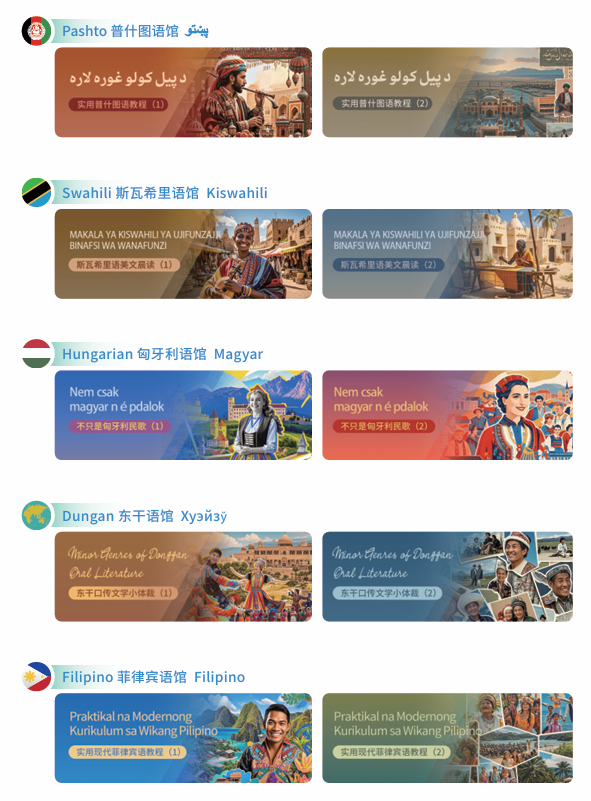 Pashto 普什图语馆 پښتو
د پیل کولو غوره لاره
实用普什图语教程（1）
د پیل کولو غوره لاره
实用普什图语教程（2）
Swahili 斯瓦希里语馆 Kiswahili
MAKALA YA KISWAHILI YA UJIFUNZAJI
BINAFSI WA WANAFUNZI
斯瓦希里语美文晨读（1）
MAKALA YA KISWAHILI YA UJIFUNZAJI
BINAFSI WA WANAFUNZI
斯瓦希里语美文晨读（2）
Hungarian 匈牙利语馆 Magyar
Nem csak
magyar n é pdalok
不只是匈牙利民歌（1）
Nem csak
magyar n é pdalok
不只是匈牙利民歌（2）
Dungan 东干语馆 Хуэйзў
Minor Genres of Donggan
Oral Literature
东干口传文学小体裁（1）
Minor Genres of Donggan
Oral Literature
东干口传文学小体裁（2）
Filipino 菲律宾语馆 Filipino
Praktikal na Modernong
Kurikulum sa Wikang Pilipino
实用现代菲律宾语教程（1）
Praktikal na Modernong
Kurikulum sa Wikang Pilipino
实用现代菲律宾语教程（2）